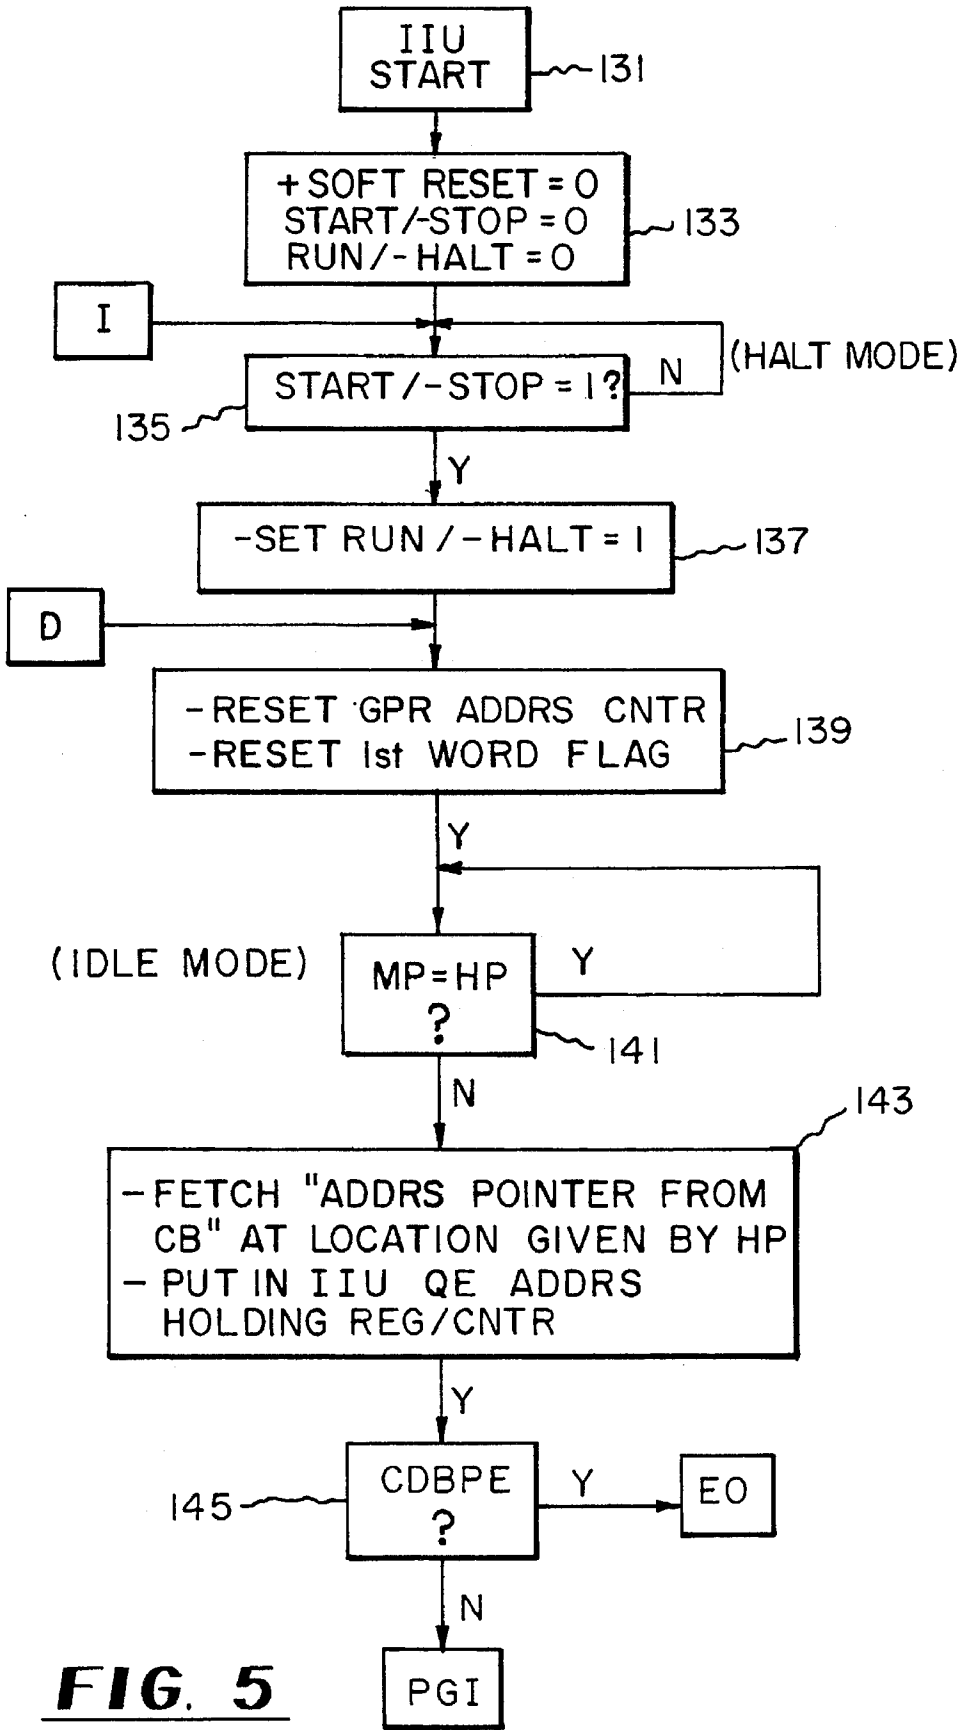 IIU
START
131
+SOFT RESET=0
START/-STOP=0
RUN/-HALT=0
133
I
(HALT MODE)
START/-STOP=1?
N
135
Y
-SET RUN/-HALT=1
137
D
-RESET GPR ADDRS CNTR
-RESET 1st WORD FLAG
139
Y
(IDLE MODE)
MP=HP
?
Y
141
N
143
-FETCH "ADDRS POINTER FROM
CB" AT LOCATION GIVEN BY HP
- PUT IN IIU QE ADDRS
HOLDING REG/CNTR
Y
CDBPE
?
145
Y
EO
N
PGI
FIG. 5